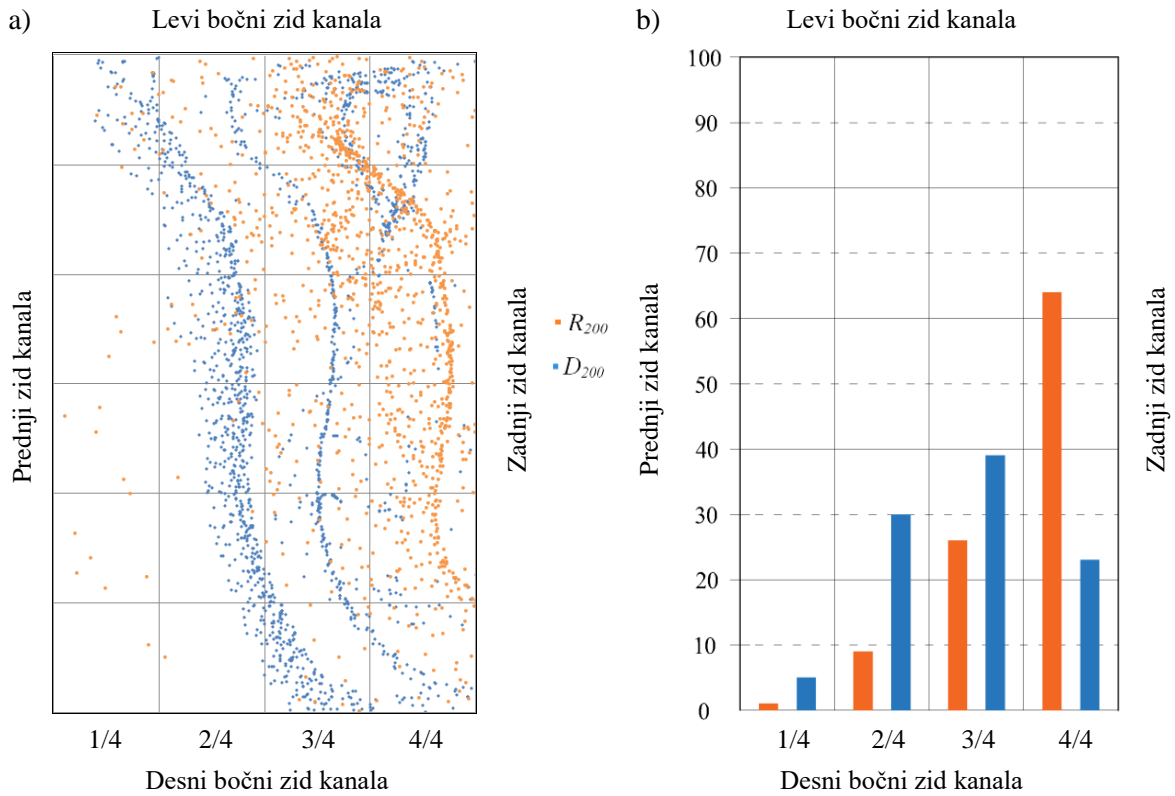 a)
Levi bočni zid kanala
Prednji zid kanala
Zadnji zid kanala
R200
D200
1/4 2/4 3/4 4/4
Desni bočni zid kanala
b)
Levi bočni zid kanala
100
90
80
70
60
50
40
30
20
10
0
Prednji zid kanala
Zadnji zid kanala
1/4 2/4 3/4 4/4
Desni bočni zid kanala